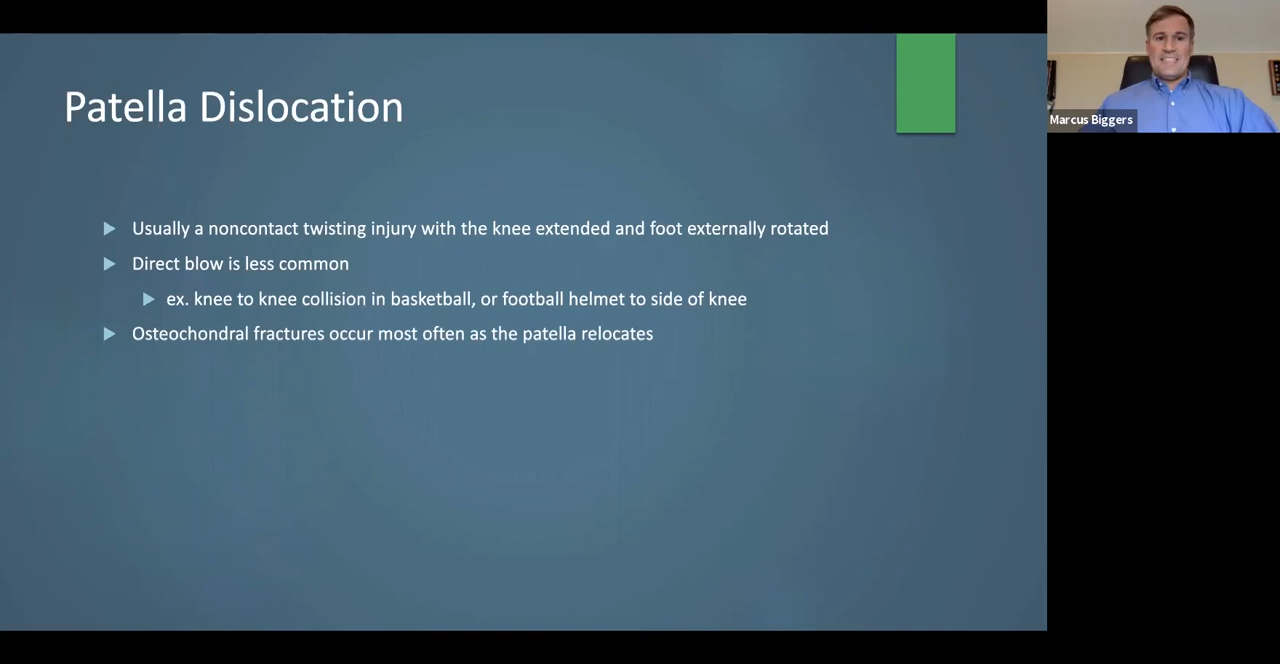 Patella Dislocation
Usually a noncontact twisting injury with the knee extended and foot externally rotated
Direct blow is less common
ex. knee to knee collision in basketball, or football helmet to side of knee
Osteochondral fractures occur most often as the patella relocates
Marcus Biggers